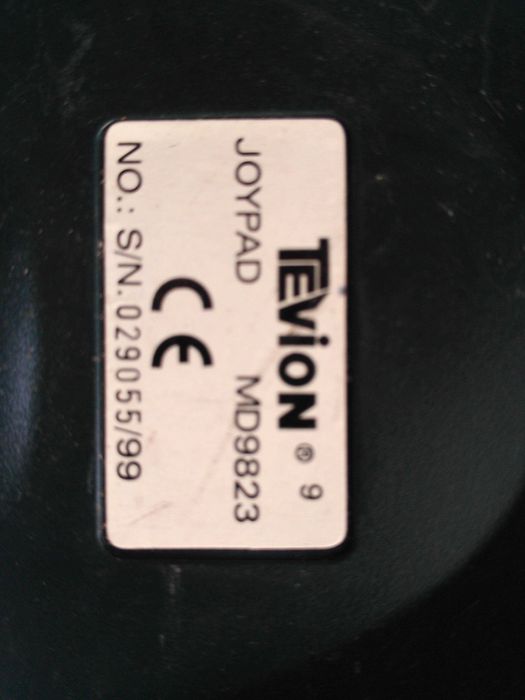 TEVION® 9
JOYPAD MD9823
CE
NO.: S/N.029055/99